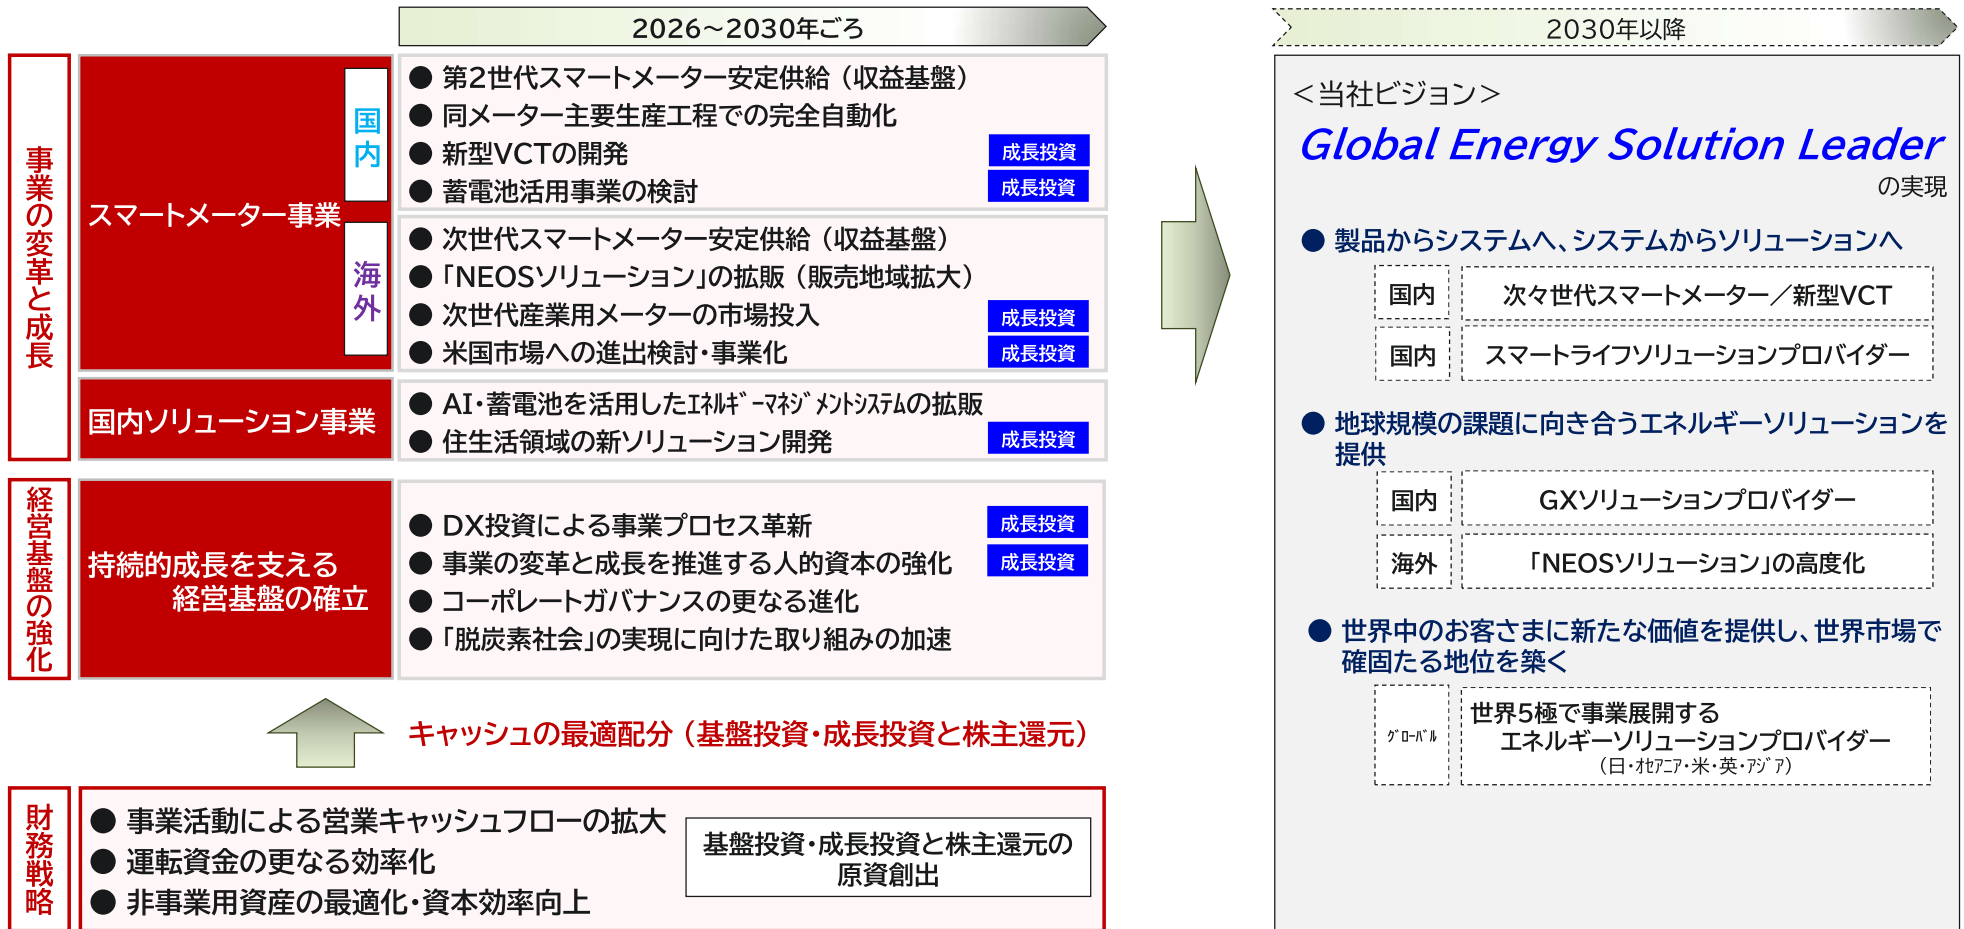 2026～2030年ごろ
事業の変革と成長
スマートメーター事業
国内
● 第2世代スマートメーター安定供給（収益基盤）
● 同メーター主要生産工程での完全自動化
● 新型VCTの開発 成長投資
● 蓄電池活用事業の検討 成長投資
海外
● 次世代スマートメーター安定供給（収益基盤）
● 「NEOSソリューション」の拡販（販売地域拡大）
● 次世代産業用メーターの市場投入 成長投資
● 米国市場への進出検討・事業化 成長投資
国内ソリューション事業
● AI・蓄電池を活用したｴﾈﾙｷﾞｰﾏﾈｼﾞﾒﾝﾄｼｽﾃﾑの拡販
● 住生活領域の新ソリューション開発 成長投資
経営基盤の強化
持続的成長を支える
経営基盤の確立
● DX投資による事業プロセス革新 成長投資
● 事業の変革と成長を推進する人的資本の強化 成長投資
● コーポレートガバナンスの更なる進化
● 「脱炭素社会」の実現に向けた取り組みの加速
キャッシュの最適配分（基盤投資・成長投資と株主還元）
財務戦略
● 事業活動による営業キャッシュフローの拡大
● 運転資金の更なる効率化
● 非事業用資産の最適化・資本効率向上
基盤投資・成長投資と株主還元の
原資創出
2030年以降
＜当社ビジョン＞
Global Energy Solution Leader
の実現
● 製品からシステムへ、システムからソリューションへ
国内 次々世代スマートメーター／新型VCT
国内 スマートライフソリューションプロバイダー
● 地球規模の課題に向き合うエネルギーソリューションを
提供
国内 GXソリューションプロバイダー
海外 「NEOSソリューション」の高度化
● 世界中のお客さまに新たな価値を提供し、世界市場で
確固たる地位を築く
ｸﾞﾛｰﾊﾞﾙ
世界5極で事業展開する
エネルギーソリューションプロバイダー
（日・ｵｾｱﾆｱ・米・英・ｱｼﾞｱ）